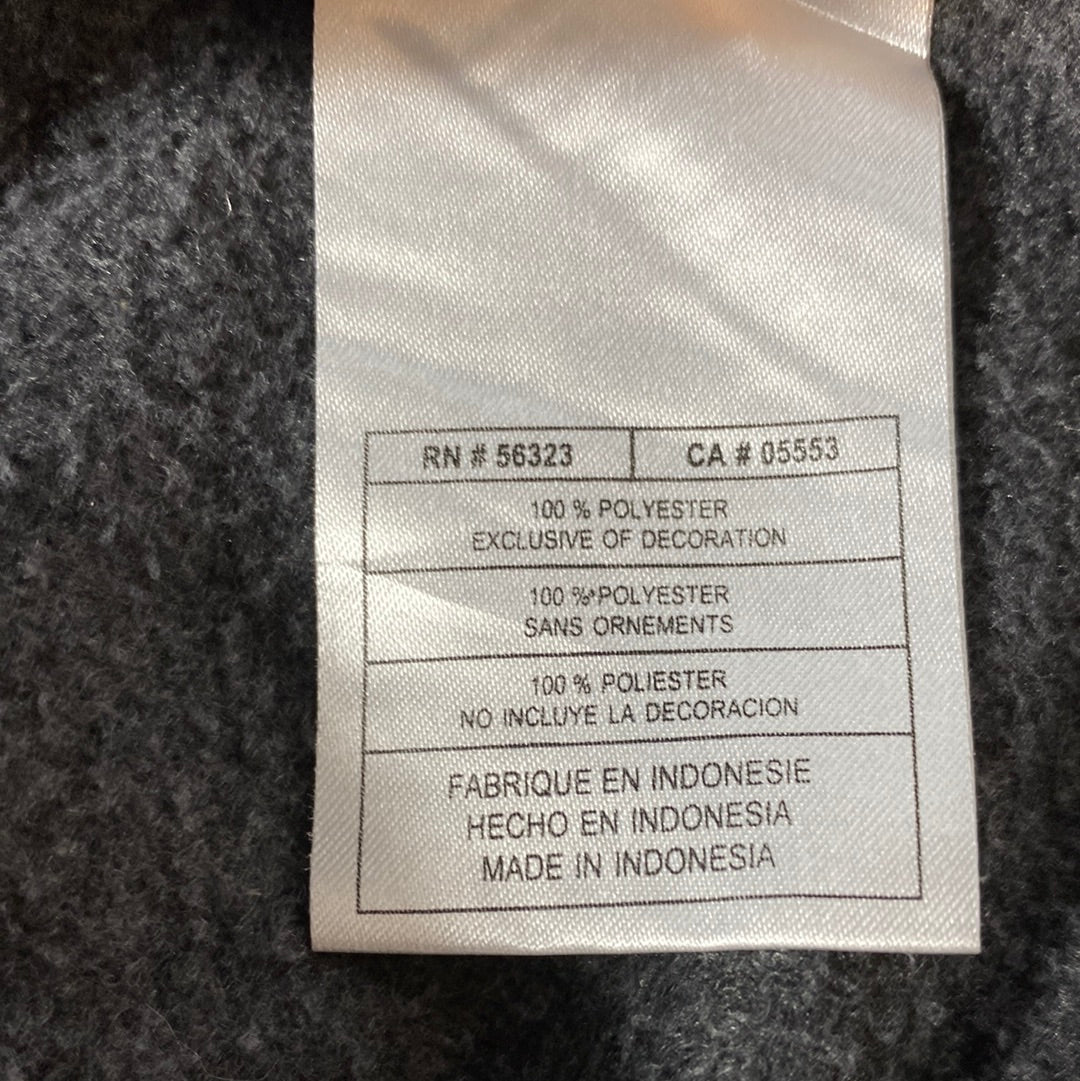 RN # 56323 CA # 05553
100 % POLYESTER
EXCLUSIVE OF DECORATION
100 % POLYESTER
SANS ORNEMENTS
100 % POLIESTER
NO INCLUYE LA DECORACION
FABRIQUE EN INDONESIE
HECHO EN INDONESIA
MADE IN INDONESIA